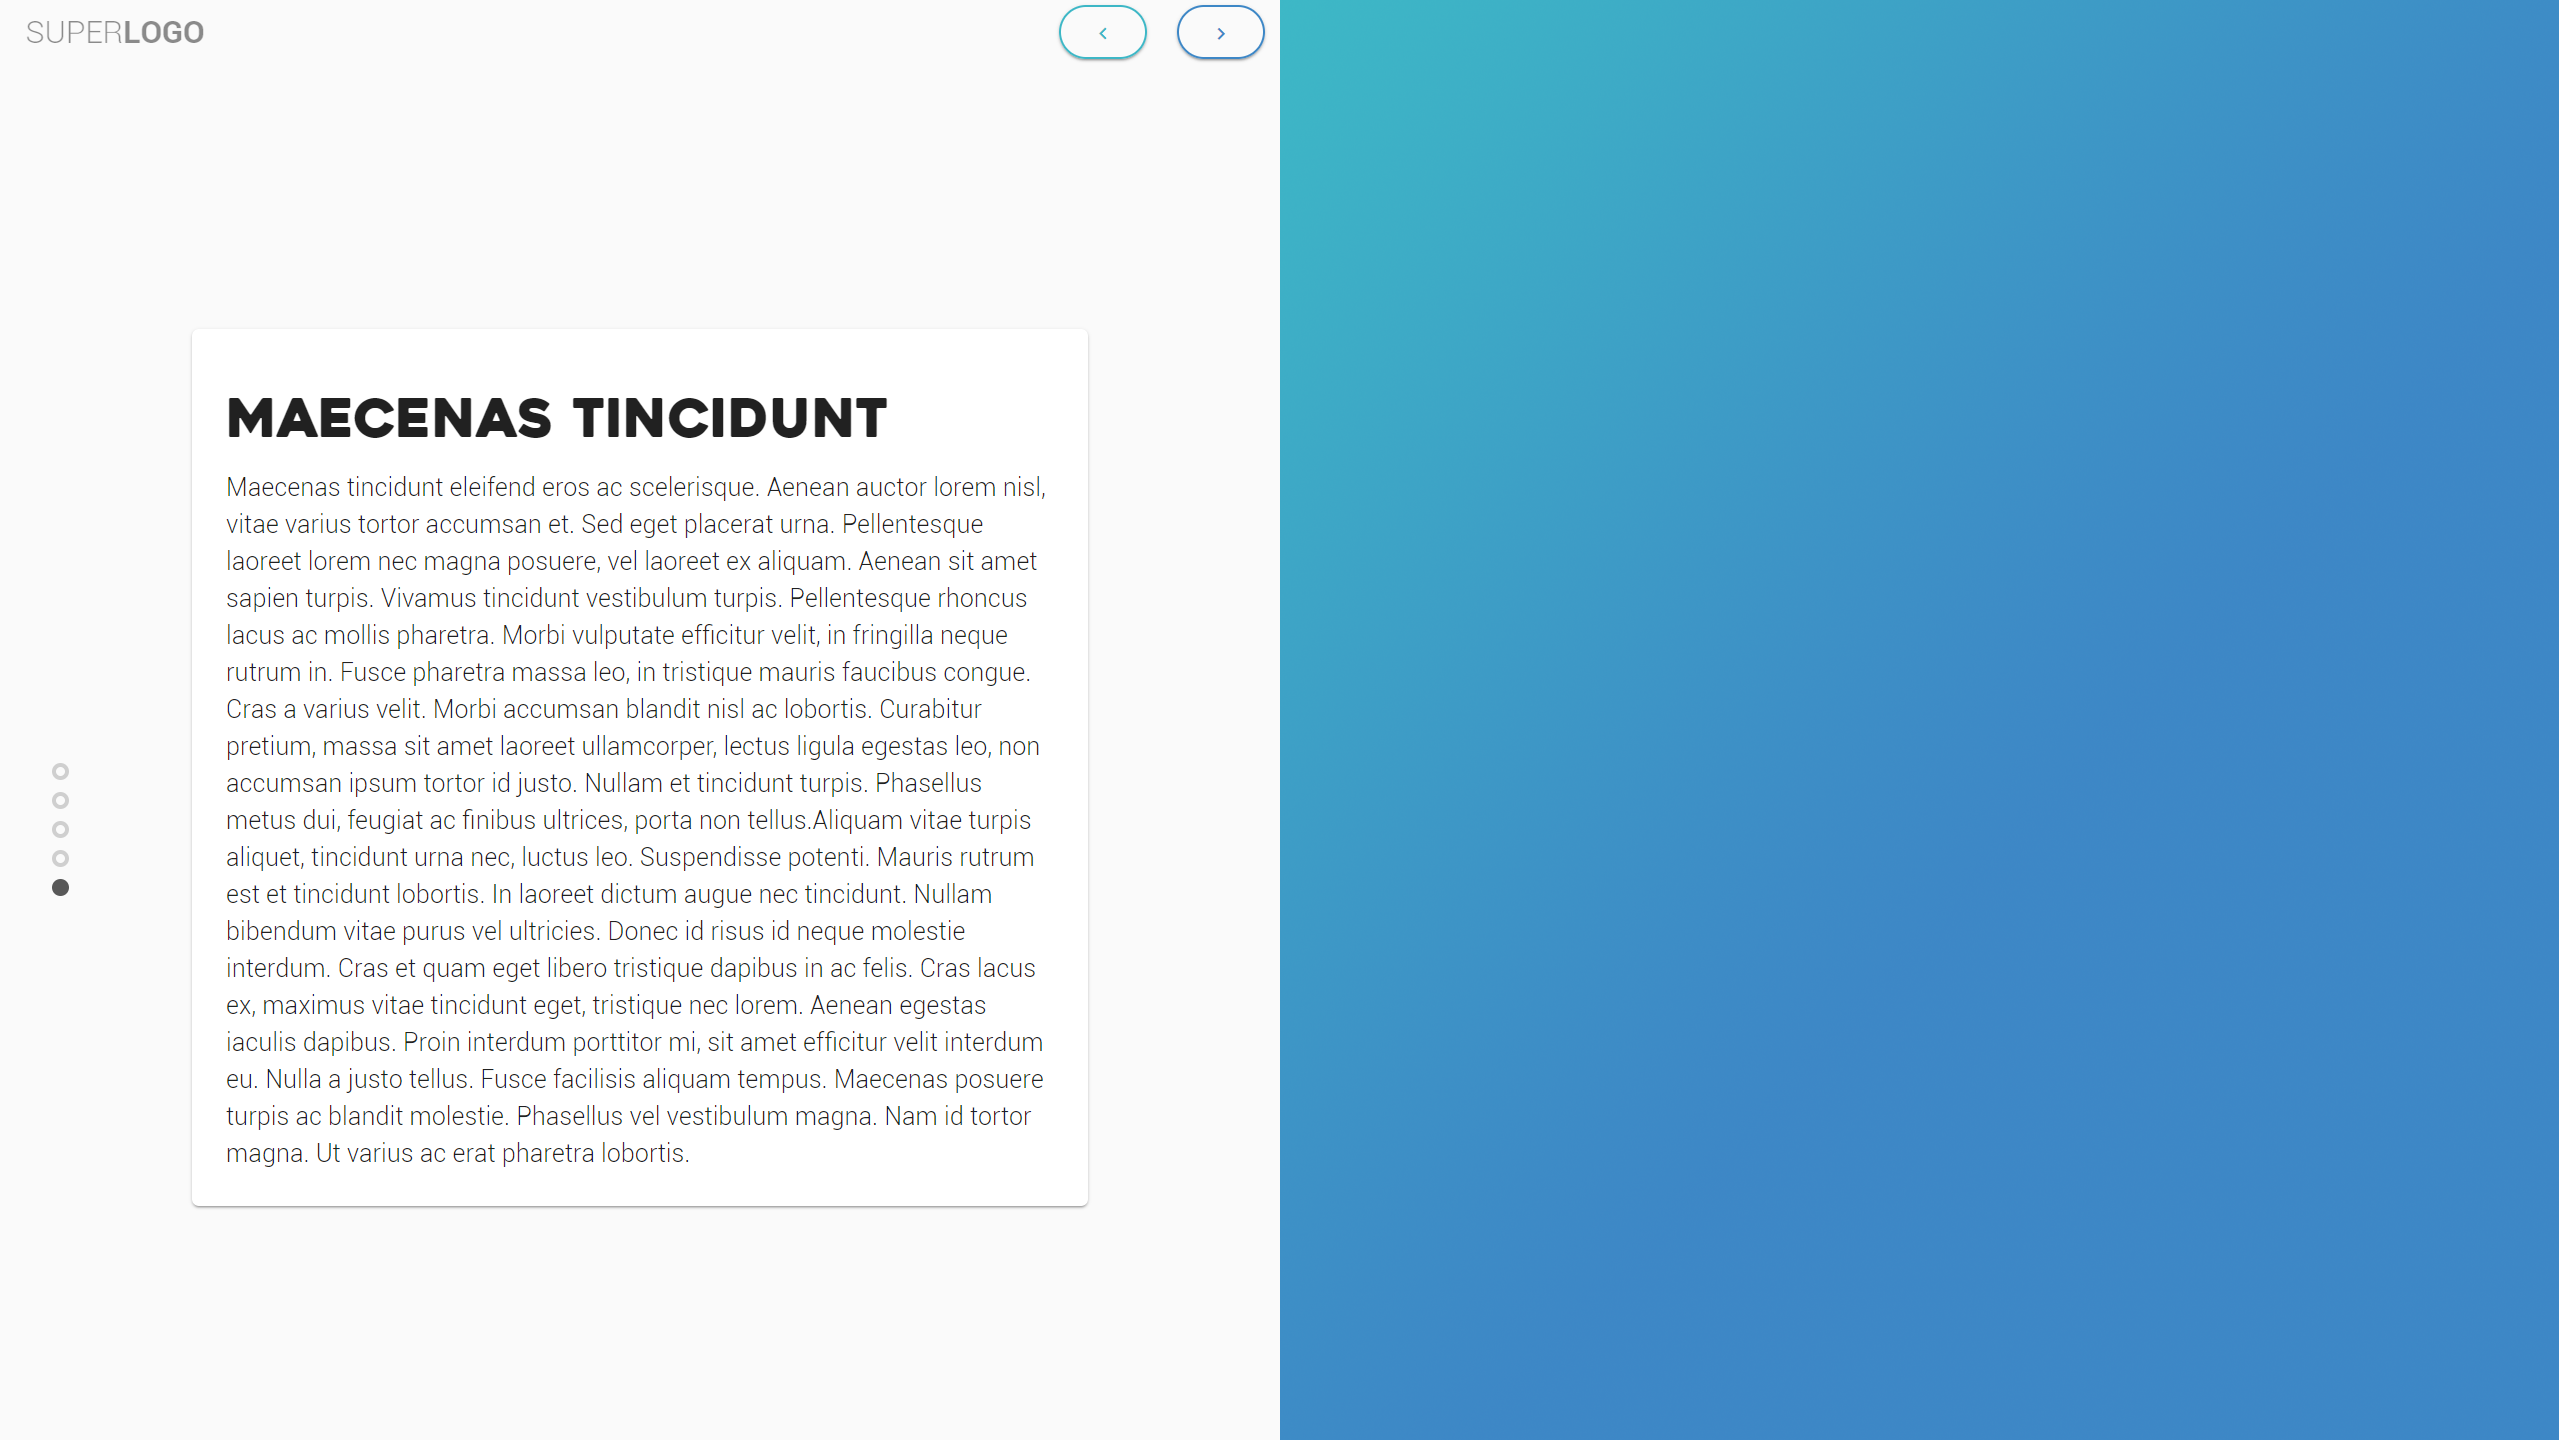 SUPERLOGO
MAECENAS TINCIDUNT
Maecenas tincidunt eleifend eros ac scelerisque. Aenean auctor lorem nisl,
vitae varius tortor accumsan et. Sed eget placerat urna. Pellentesque
laoreet lorem nec magna posuere, vel laoreet ex aliquam. Aenean sit amet
sapien turpis. Vivamus tincidunt vestibulum turpis. Pellentesque rhoncus
lacus ac mollis pharetra. Morbi vulputate efficitur velit, in fringilla neque
rutrum in. Fusce pharetra massa leo, in tristique mauris faucibus congue.
Cras a varius velit. Morbi accumsan blandit nisl ac lobortis. Curabitur
pretium, massa sit amet laoreet ullamcorper, lectus ligula egestas leo, non
accumsan ipsum tortor id justo. Nullam et tincidunt turpis. Phasellus
metus dui, feugiat ac finibus ultrices, porta non tellus.Aliquam vitae turpis
aliquet, tincidunt urna nec, luctus leo. Suspendisse potenti. Mauris rutrum
est et tincidunt lobortis. In laoreet dictum augue nec tincidunt. Nullam
bibendum vitae purus vel ultricies. Donec id risus id neque molestie
interdum. Cras et quam eget libero tristique dapibus in ac felis. Cras lacus
ex, maximus vitae tincidunt eget, tristique nec lorem. Aenean egestas
iaculis dapibus. Proin interdum porttitor mi, sit amet efficitur velit interdum
eu. Nulla a justo tellus. Fusce facilisis aliquam tempus. Maecenas posuere
turpis ac blandit molestie. Phasellus vel vestibulum magna. Nam id tortor
magna. Ut varius ac erat pharetra lobortis.